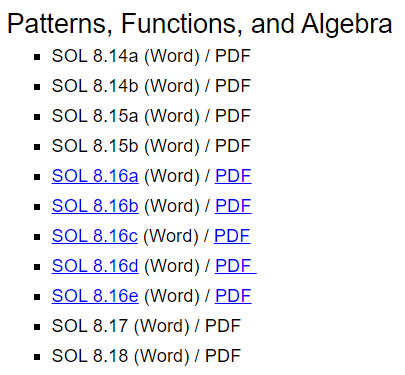 Patterns, Functions, and Algebra
SOL 8.14a (Word) / PDF
SOL 8.14b (Word) / PDF
SOL 8.15a (Word) / PDF
SOL 8.15b (Word) / PDF
SOL 8.16a (Word) / PDF
SOL 8.16b (Word) / PDF
SOL 8.16c (Word) / PDF
SOL 8.16d (Word) / PDF
SOL 8.16e (Word) / PDF
SOL 8.17 (Word) / PDF
SOL 8.18 (Word) / PDF